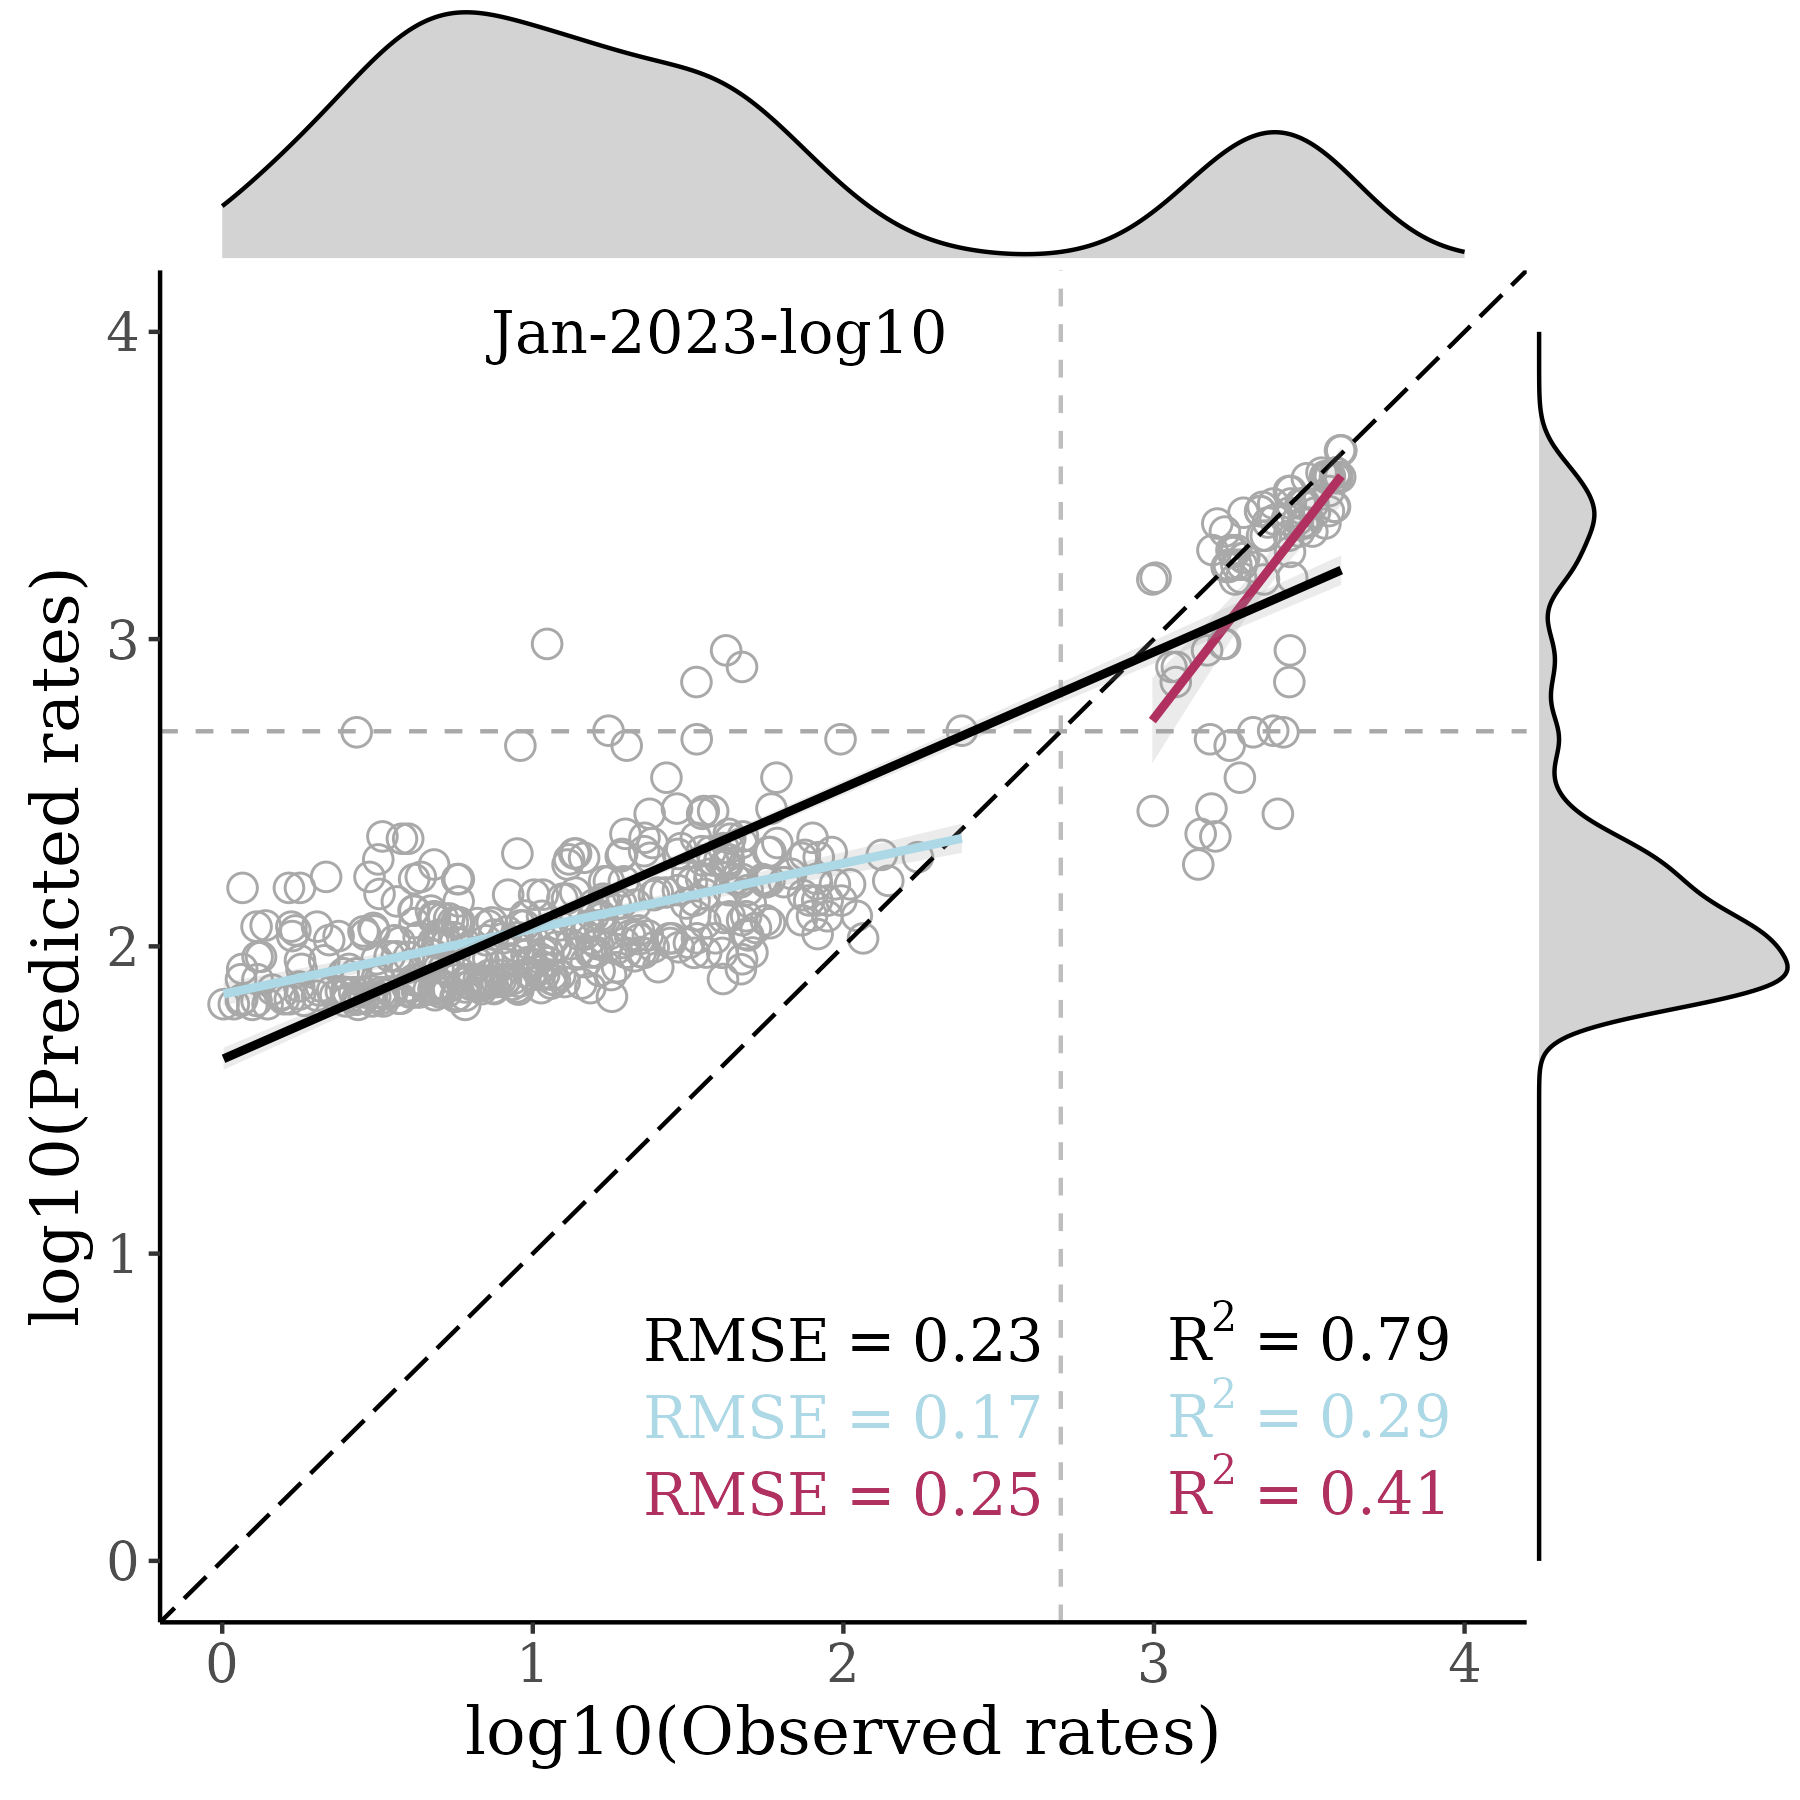 Jan-2023-log10
4
3
2
1
0
log10(Predicted rates)
RMSE = 0.23 R² = 0.79
RMSE = 0.17 R² = 0.29
RMSE = 0.25 R² = 0.41
0 1 2 3 4
log10(Observed rates)